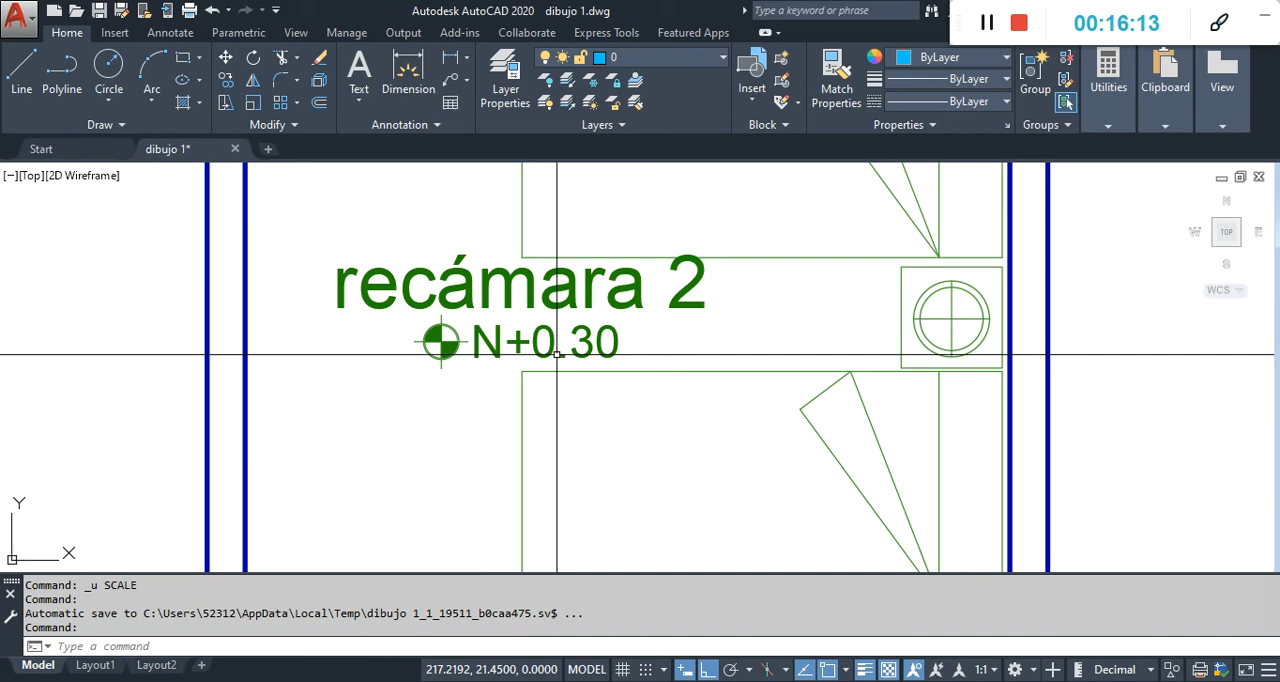 Autodesk AutoCAD 2020 dibujo 1.dwg
Type a keyword or phrase
00:16:13
Home Insert Annotate Parametric View Manage Output Add-ins Collaborate Express Tools Featured Apps
Line Polyline Circle Arc
Text Dimension
Layer Properties
0
Insert
Match Properties
ByLayer
ByLayer
ByLayer
Group
Utilities Clipboard View
Draw Modify Annotation Layers Block Properties Groups
Start dibujo 1*
[−][Top][2D Wireframe]
N
W TOP E
S
WCS
recámara 2
N+0.30
Y
X
Command: _u SCALE
Command:
Automatic save to C:\Users\52312\AppData\Local\Temp\dibujo 1_1_19511_b0caa475.sv$ ...
Command:
Type a command
Model Layout1 Layout2 +
217.2192, 21.4500, 0.0000 MODEL 1:1 Decimal